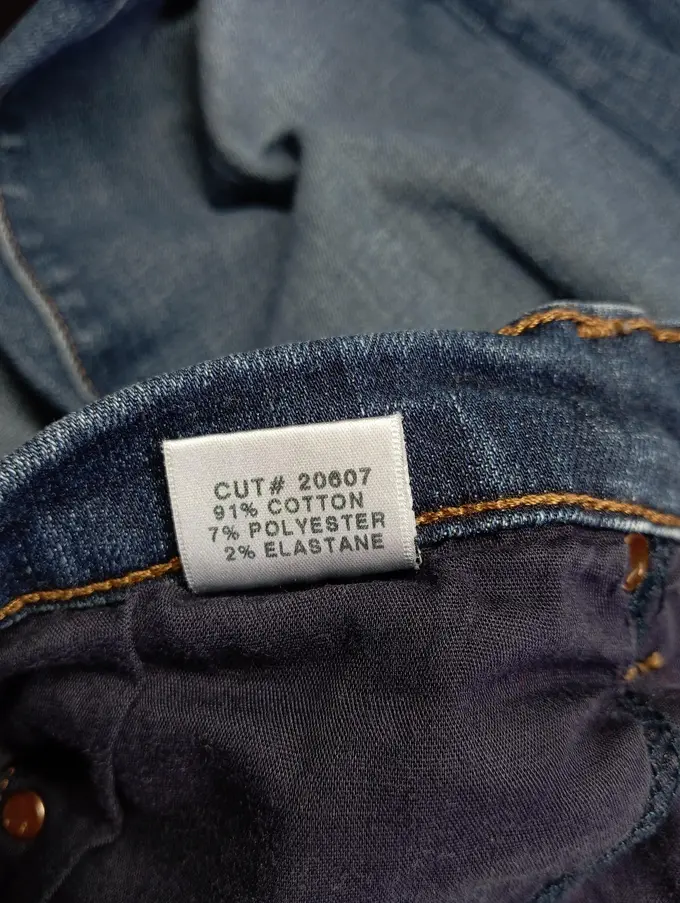 CUT# 20607
91% COTTON
7% POLYESTER
2% ELASTANE